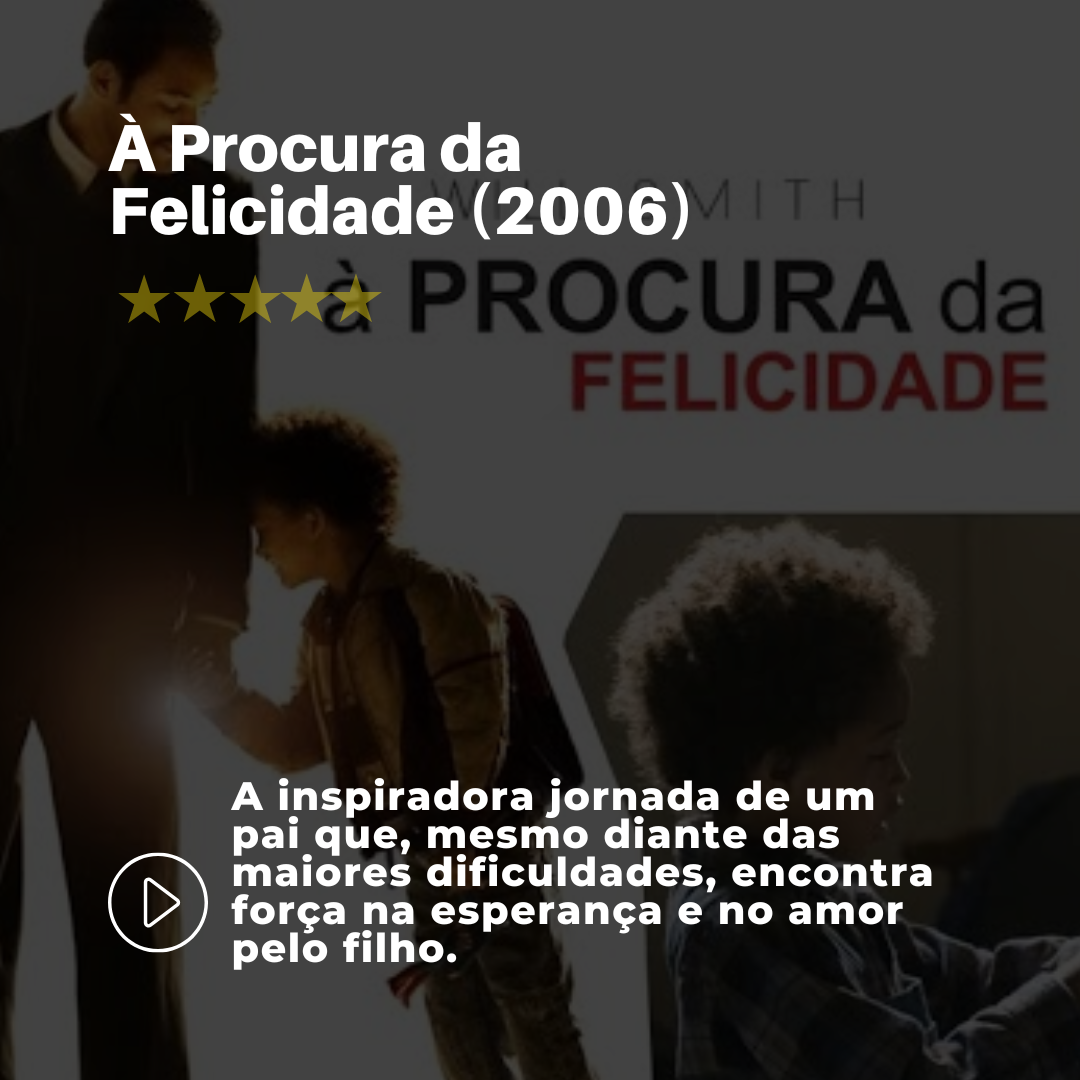 À Procura da
Felicidade (2006)
WILL SMITH
à PROCURA da
FELICIDADE
A inspiradora jornada de um
pai que, mesmo diante das
maiores dificuldades, encontra
força na esperança e no amor
pelo filho.